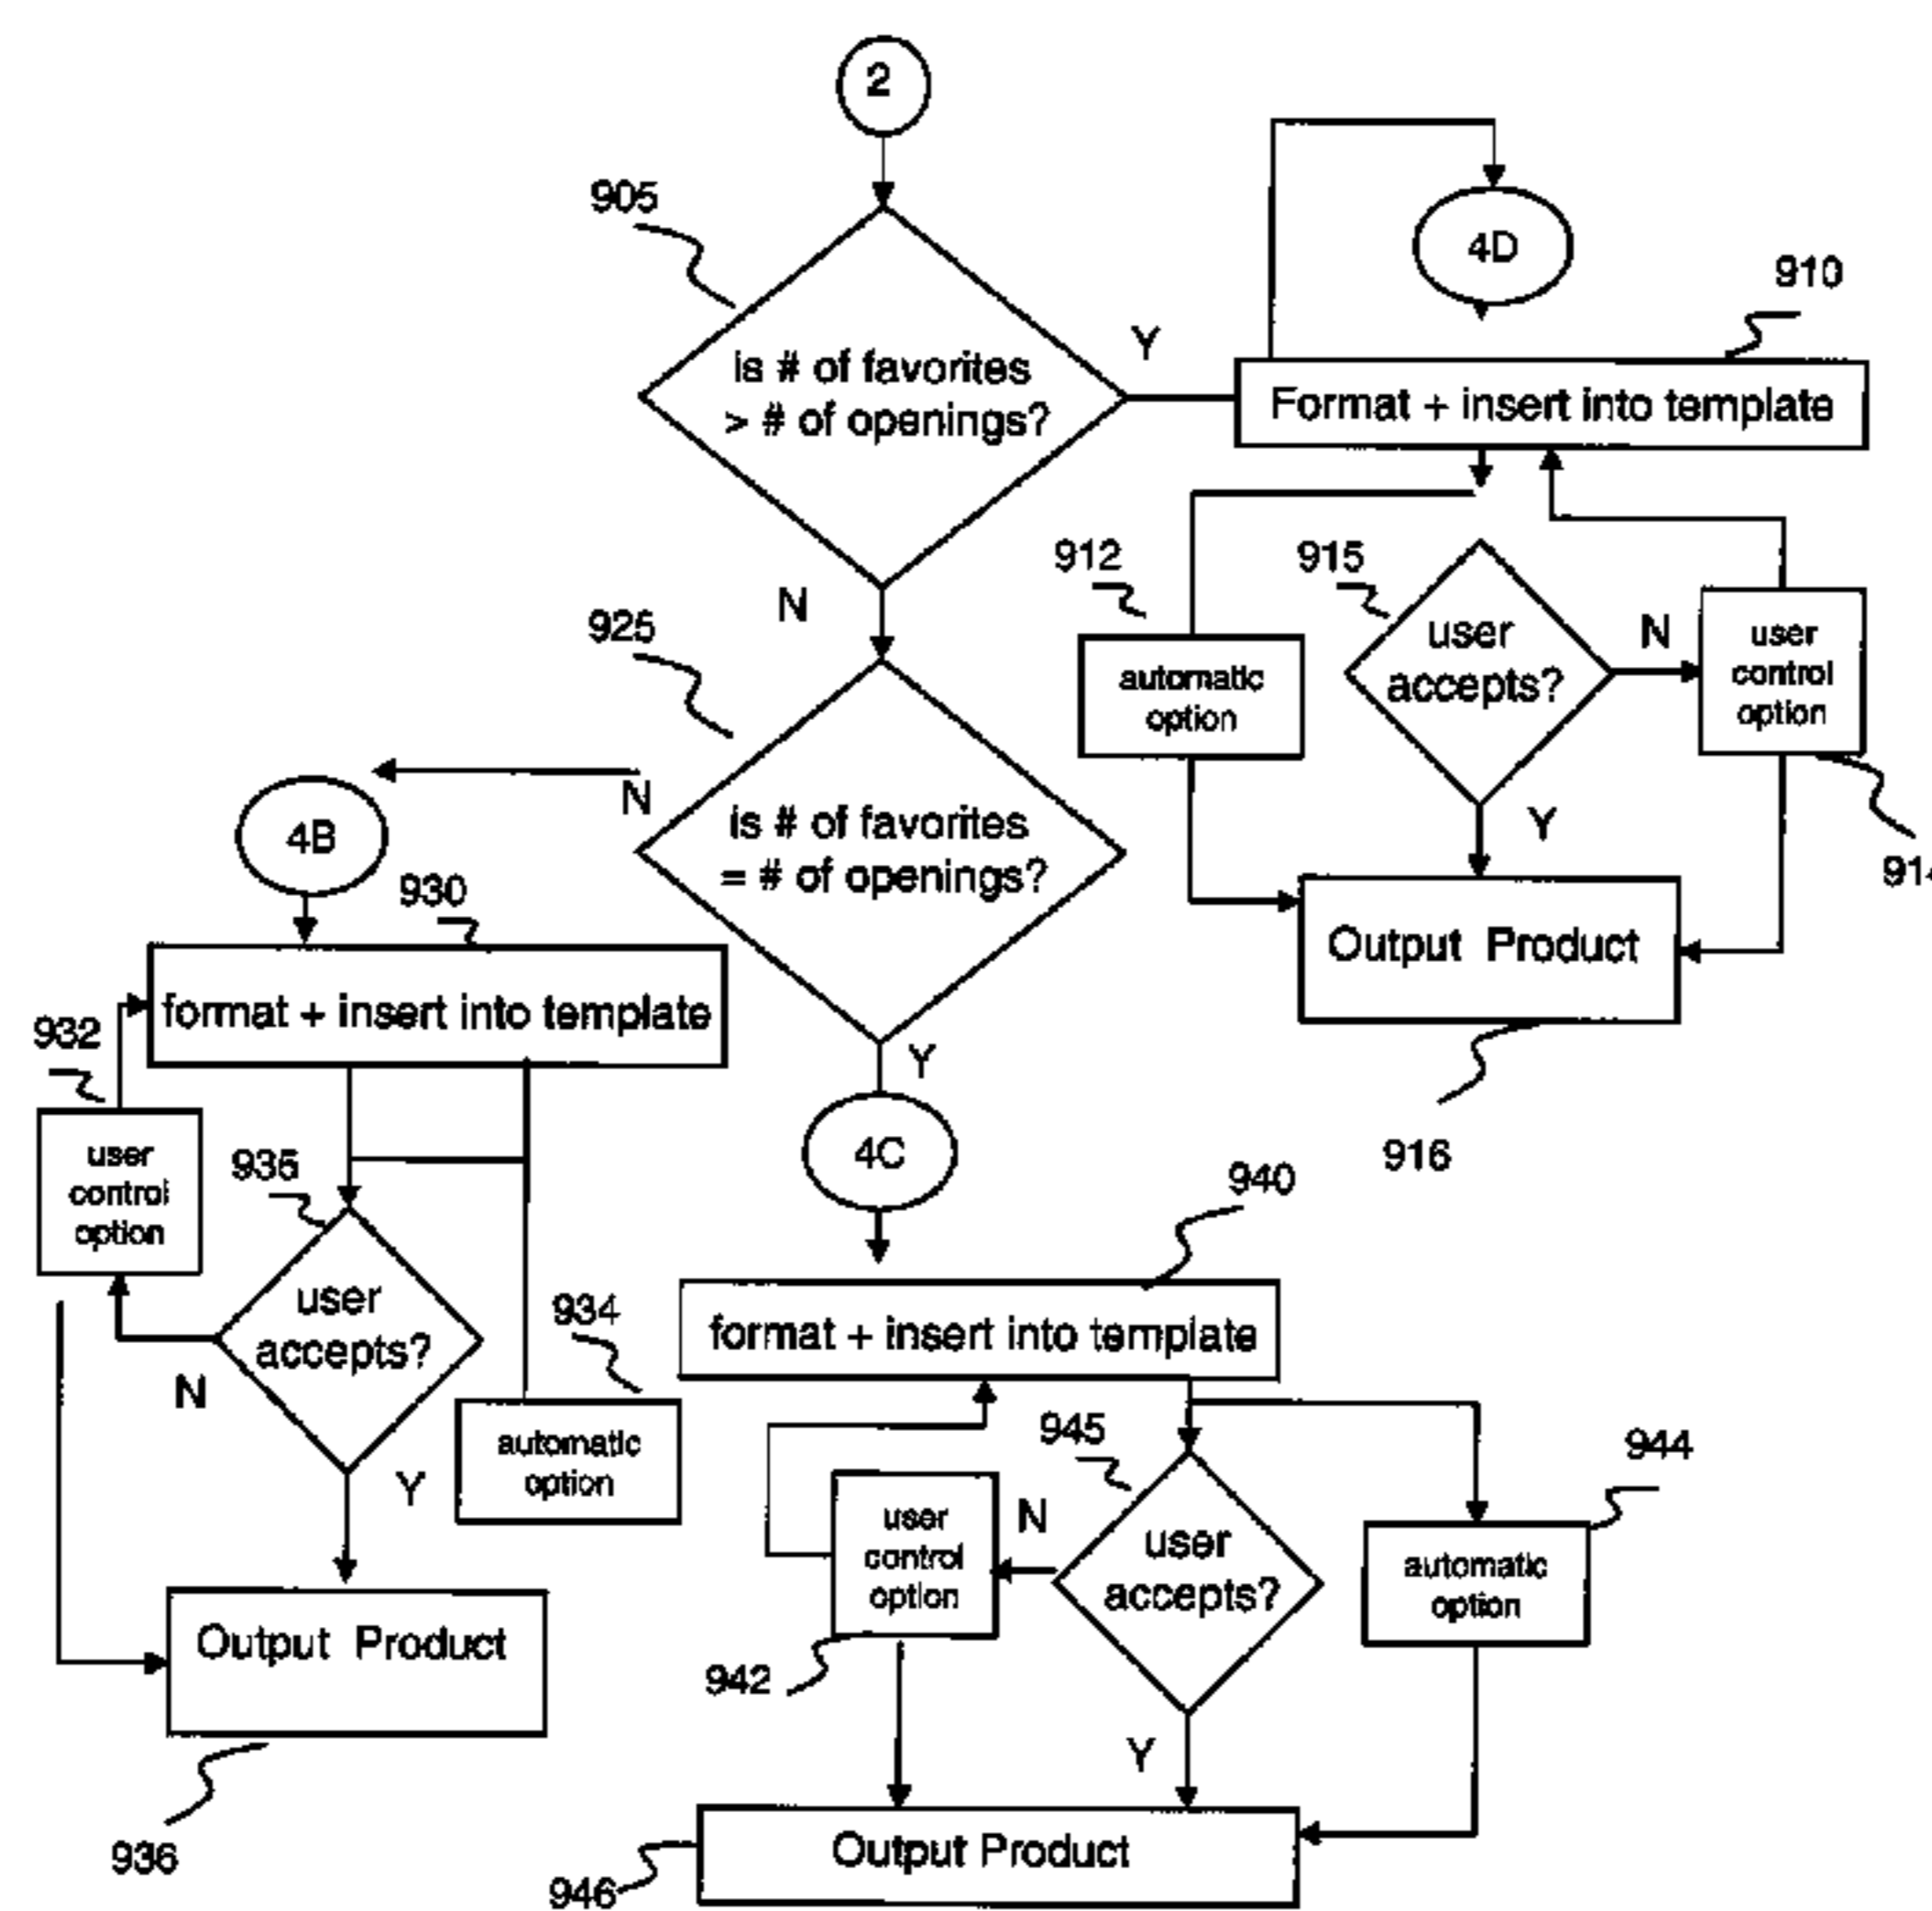 2
905
is # of favorites
> # of openings?
Y
4D
910
Format + insert into template
N
912
automatic
option
915
user
accepts?
N
user
control
option
Y
Output Product
916
925
is # of favorites
= # of openings?
N
4B
930
format + insert into template
932
user
control
option
935
user
accepts?
N
Y
934
automatic
option
Output Product
936
Y
4C
940
format + insert into template
945
user
accepts?
N
user
control
option
942
944
automatic
option
Y
Output Product
946